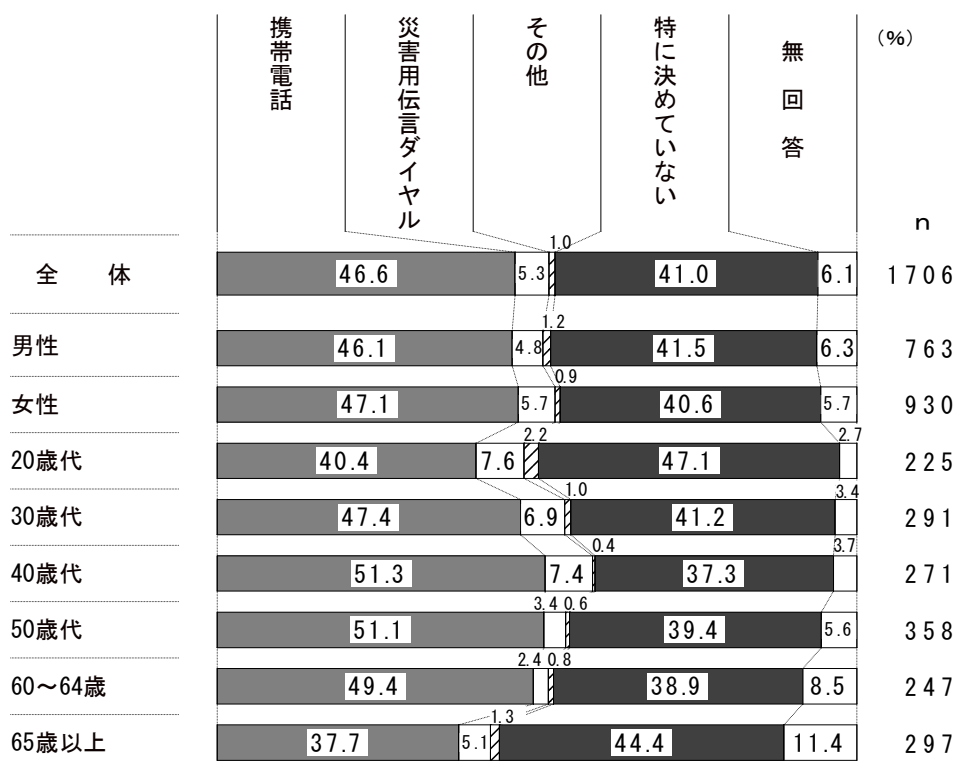 携帯電話
災害用伝言ダイヤル
その他
特に決めていない
無回答
（%）
n
全体 46.6 5.3 1.0 41.0 6.1 1706
男性 46.1 4.8 1.2 41.5 6.3 763
女性 47.1 5.7 0.9 40.6 5.7 930
20歳代 40.4 7.6 2.2 47.1 2.7 225
30歳代 47.4 6.9 1.0 41.2 3.4 291
40歳代 51.3 7.4 0.4 37.3 3.7 271
50歳代 51.1 3.4 0.6 39.4 5.6 358
60～64歳 49.4 2.4 0.8 38.9 8.5 247
65歳以上 37.7 5.1 1.3 44.4 11.4 297